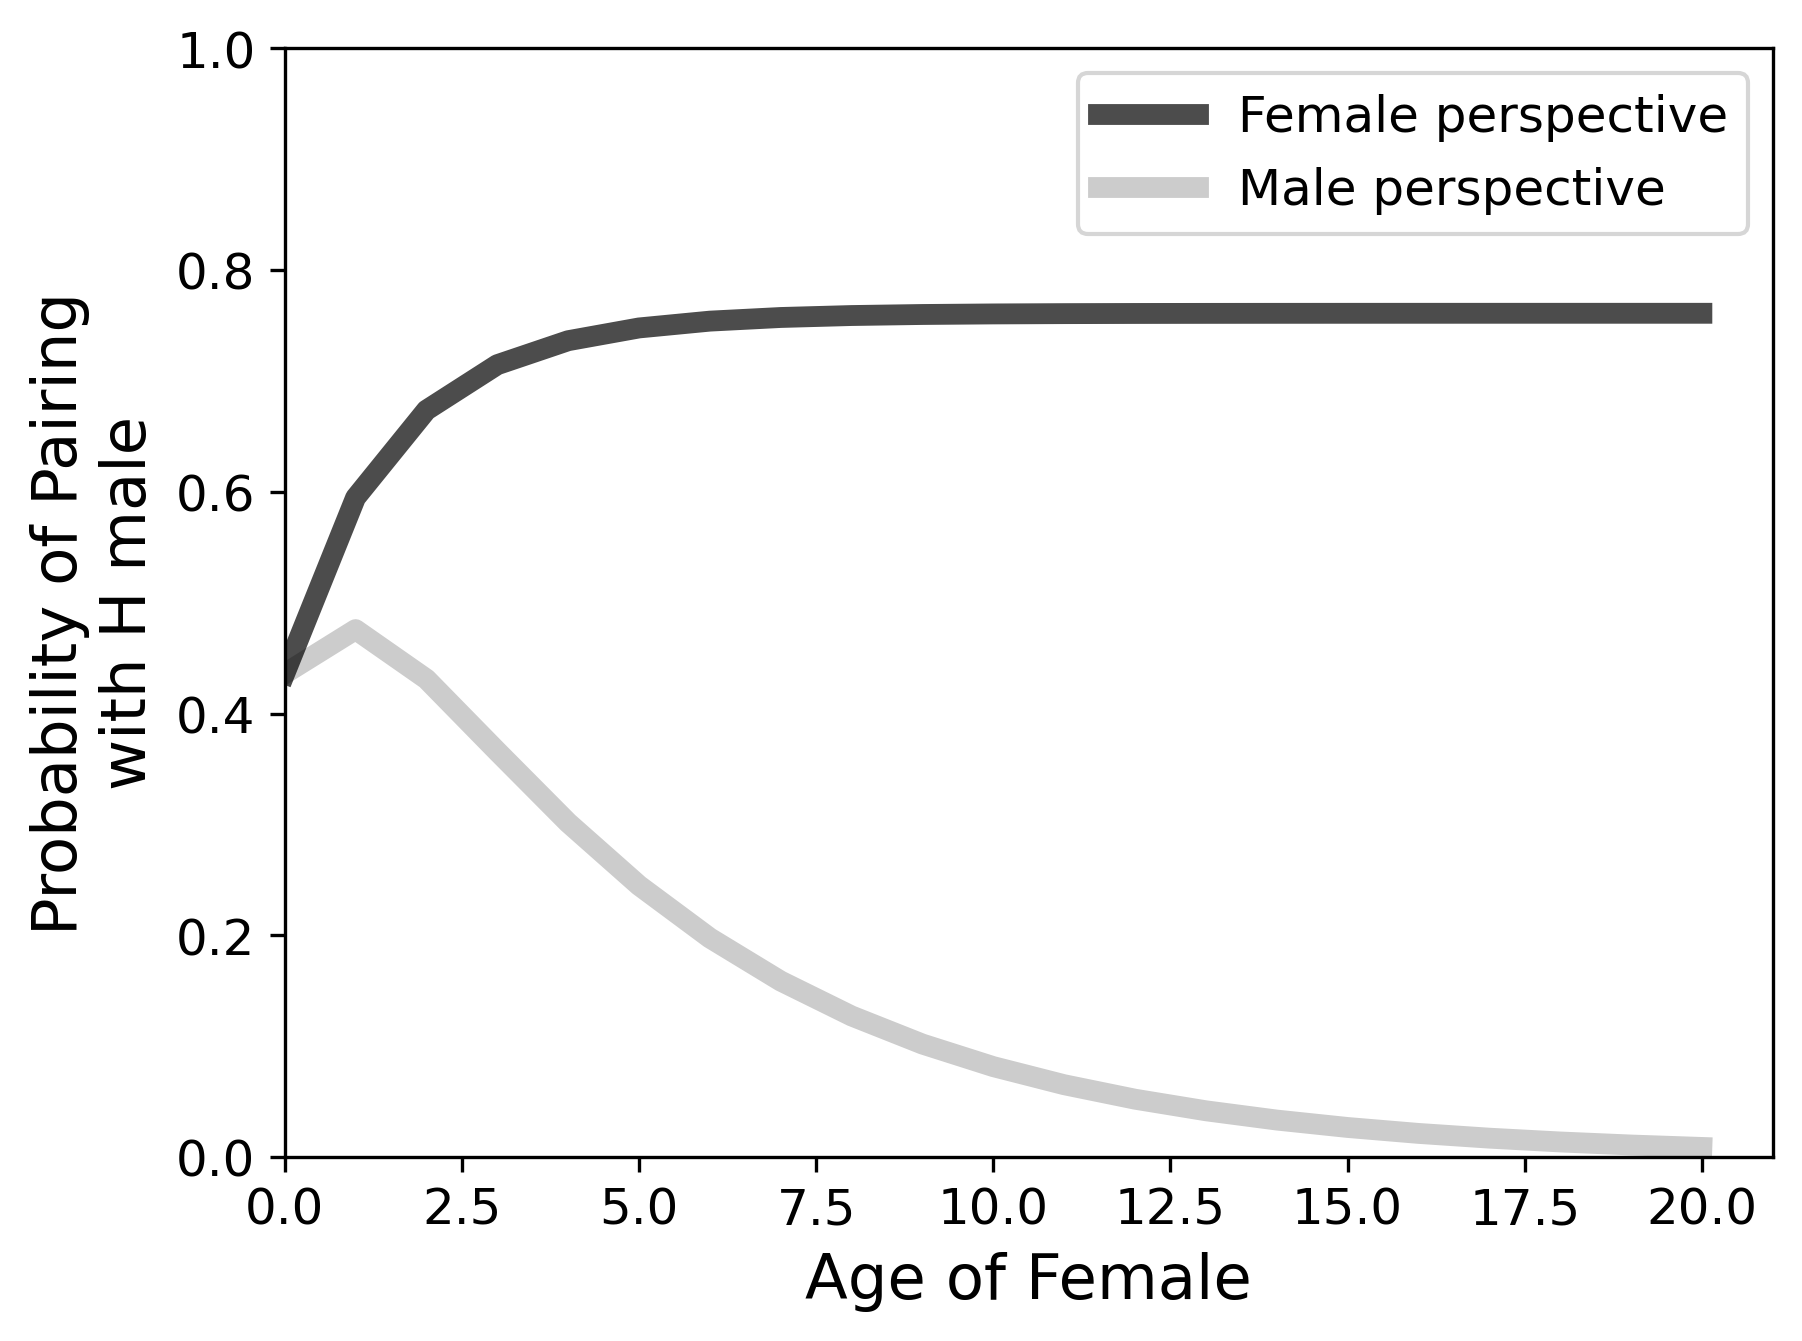 Probability of Pairing
with H male
1.0
0.8
0.6
0.4
0.2
0.0
Female perspective
Male perspective
0.0 2.5 5.0 7.5 10.0 12.5 15.0 17.5 20.0
Age of Female